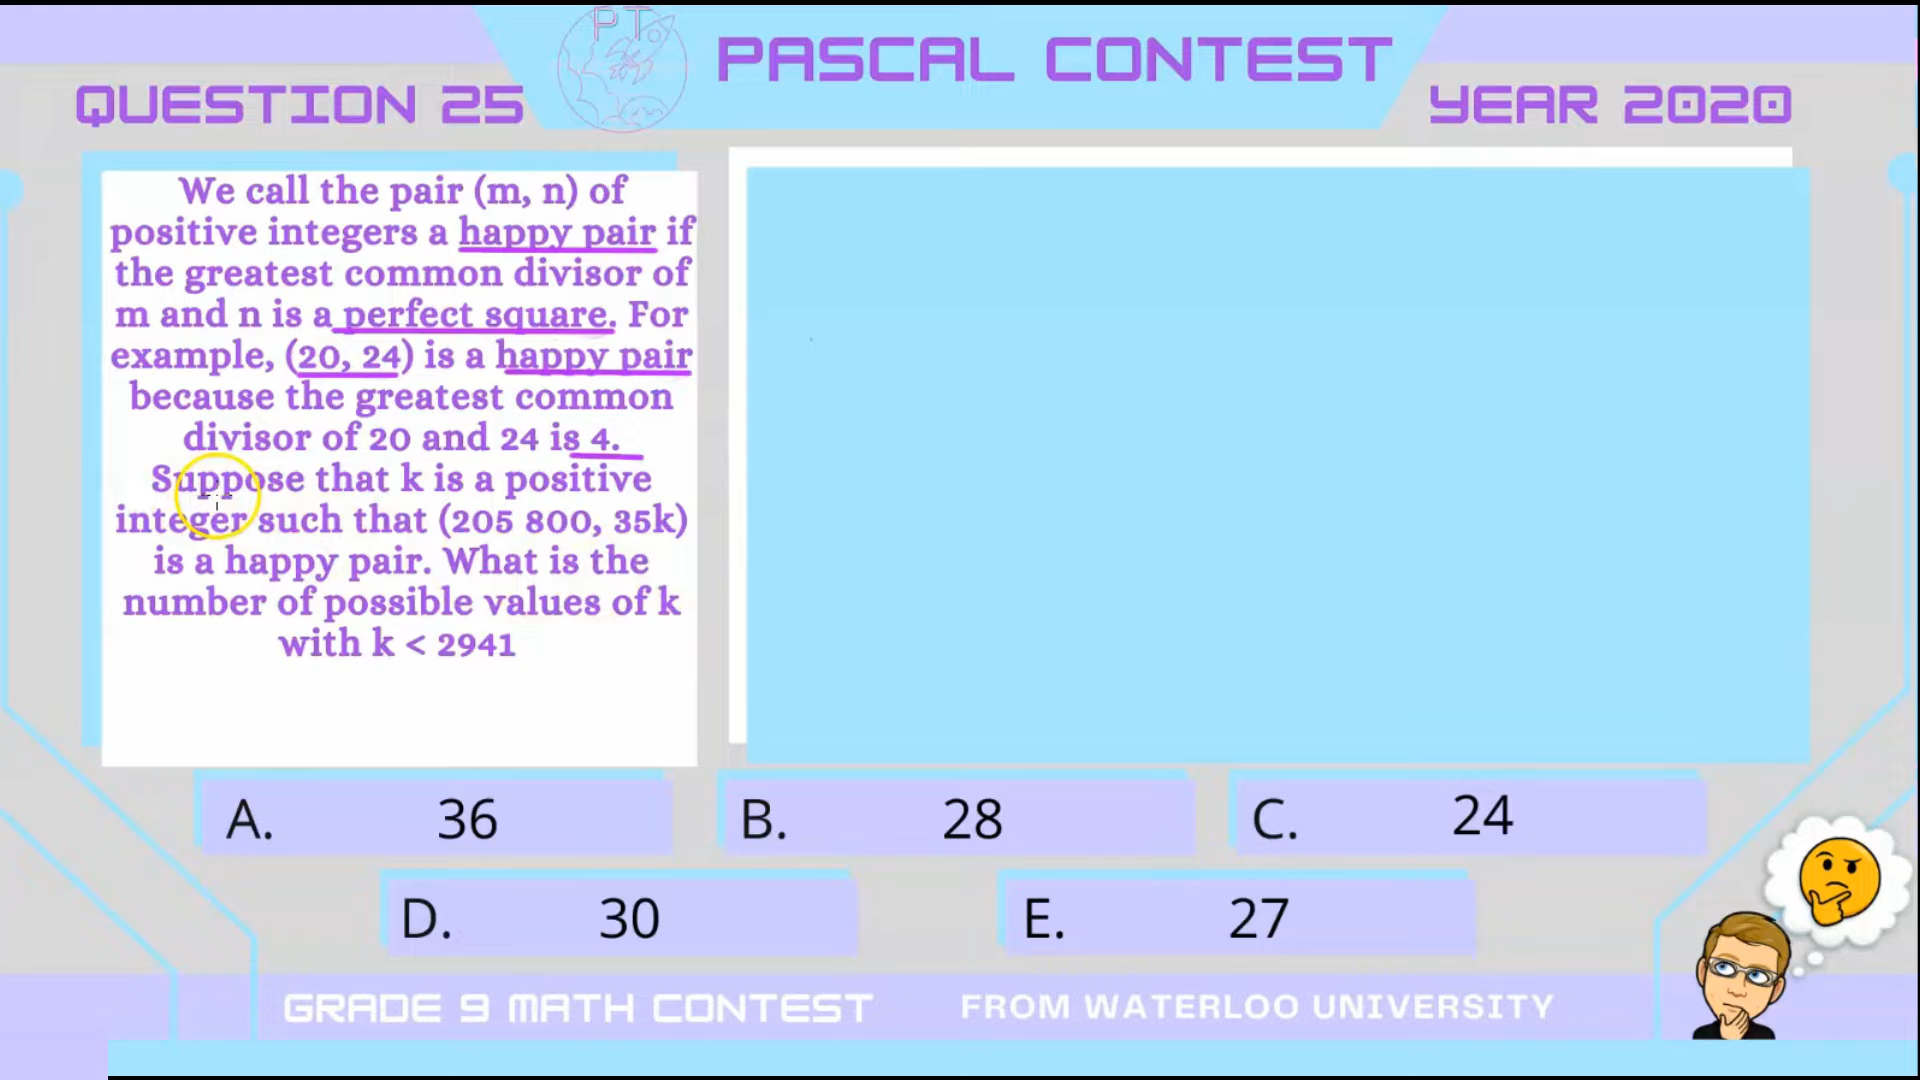 PT
PASCAL CONTEST
QUESTION 25
YEAR 2020
We call the pair (m, n) of
positive integers a happy pair if
the greatest common divisor of
m and n is a perfect square. For
example, (20, 24) is a happy pair
because the greatest common
divisor of 20 and 24 is 4.
Suppose that k is a positive
integer such that (205 800, 35k)
is a happy pair. What is the
number of possible values of k
with k < 2941
A. 36
B. 28
C. 24
D. 30
E. 27
GRADE 9 MATH CONTEST
FROM WATERLOO UNIVERSITY